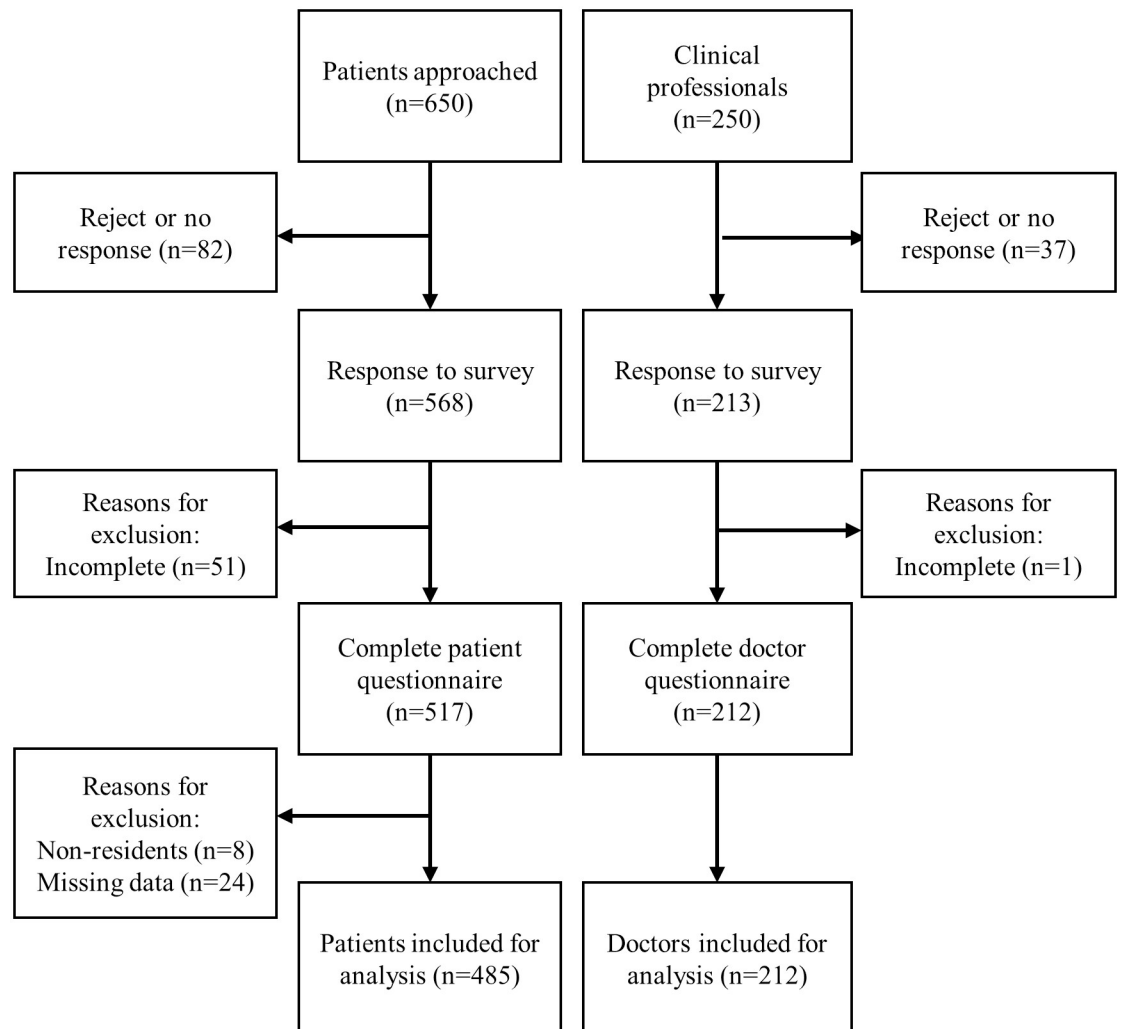 Patients approached
(n=650)
Clinical
professionals
(n=250)
Reject or no
response (n=82)
Reject or no
response (n=37)
Response to survey
(n=568)
Response to survey
(n=213)
Reasons for
exclusion:
Incomplete (n=51)
Reasons for
exclusion:
Incomplete (n=1)
Complete patient
questionnaire
(n=517)
Complete doctor
questionnaire
(n=212)
Reasons for
exclusion:
Non-residents (n=8)
Missing data (n=24)
Patients included for
analysis (n=485)
Doctors included for
analysis (n=212)